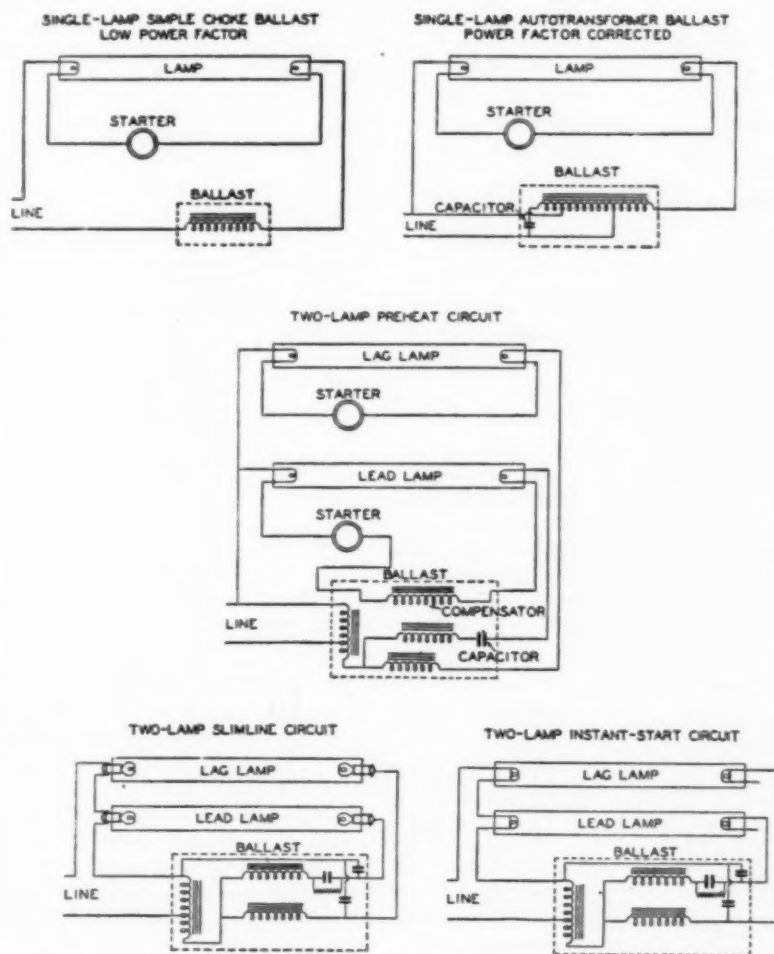 SINGLE-LAMP SIMPLE CHOKE BALLAST
LOW POWER FACTOR
LAMP
STARTER
BALLAST
LINE
SINGLE-LAMP AUTOTRANSFORMER BALLAST
POWER FACTOR CORRECTED
LAMP
STARTER
BALLAST
CAPACITOR
LINE
TWO-LAMP PREHEAT CIRCUIT
LAG LAMP
STARTER
LEAD LAMP
STARTER
BALLAST
COMPENSATOR
LINE
CAPACITOR
TWO-LAMP SLIMLINE CIRCUIT
LAG LAMP
LEAD LAMP
BALLAST
LINE
TWO-LAMP INSTANT-START CIRCUIT
LAG LAMP
LEAD LAMP
BALLAST
LINE